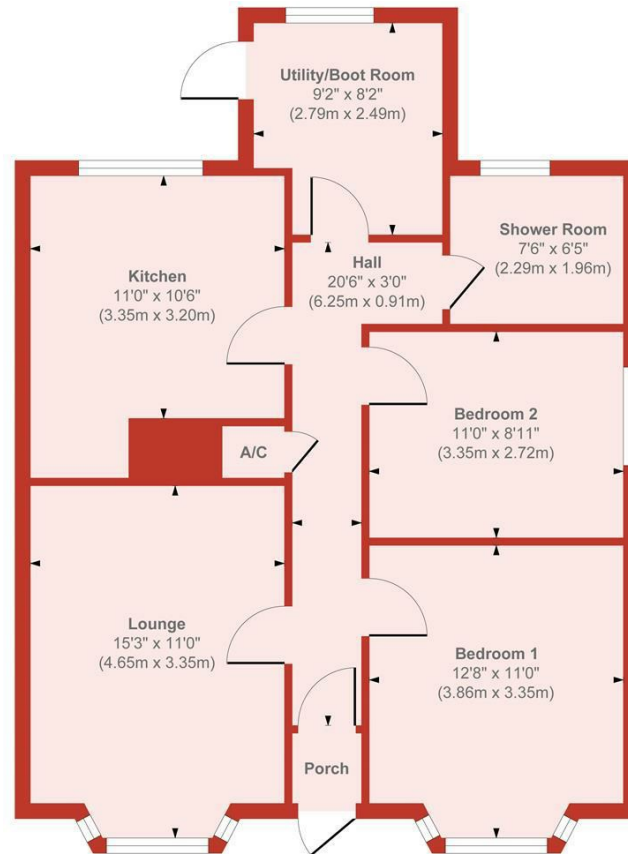 Utility/Boot Room
9'2" x 8'2"
(2.79m x 2.49m)
Shower Room
7'6" x 6'5"
(2.29m x 1.96m)
Kitchen
11'0" x 10'6"
(3.35m x 3.20m)
Hall
20'6" x 3'0"
(6.25m x 0.91m)
Bedroom 2
11'0" x 8'11"
(3.35m x 2.72m)
A/C
Lounge
15'3" x 11'0"
(4.65m x 3.35m)
Bedroom 1
12'8" x 11'0"
(3.86m x 3.35m)
Porch